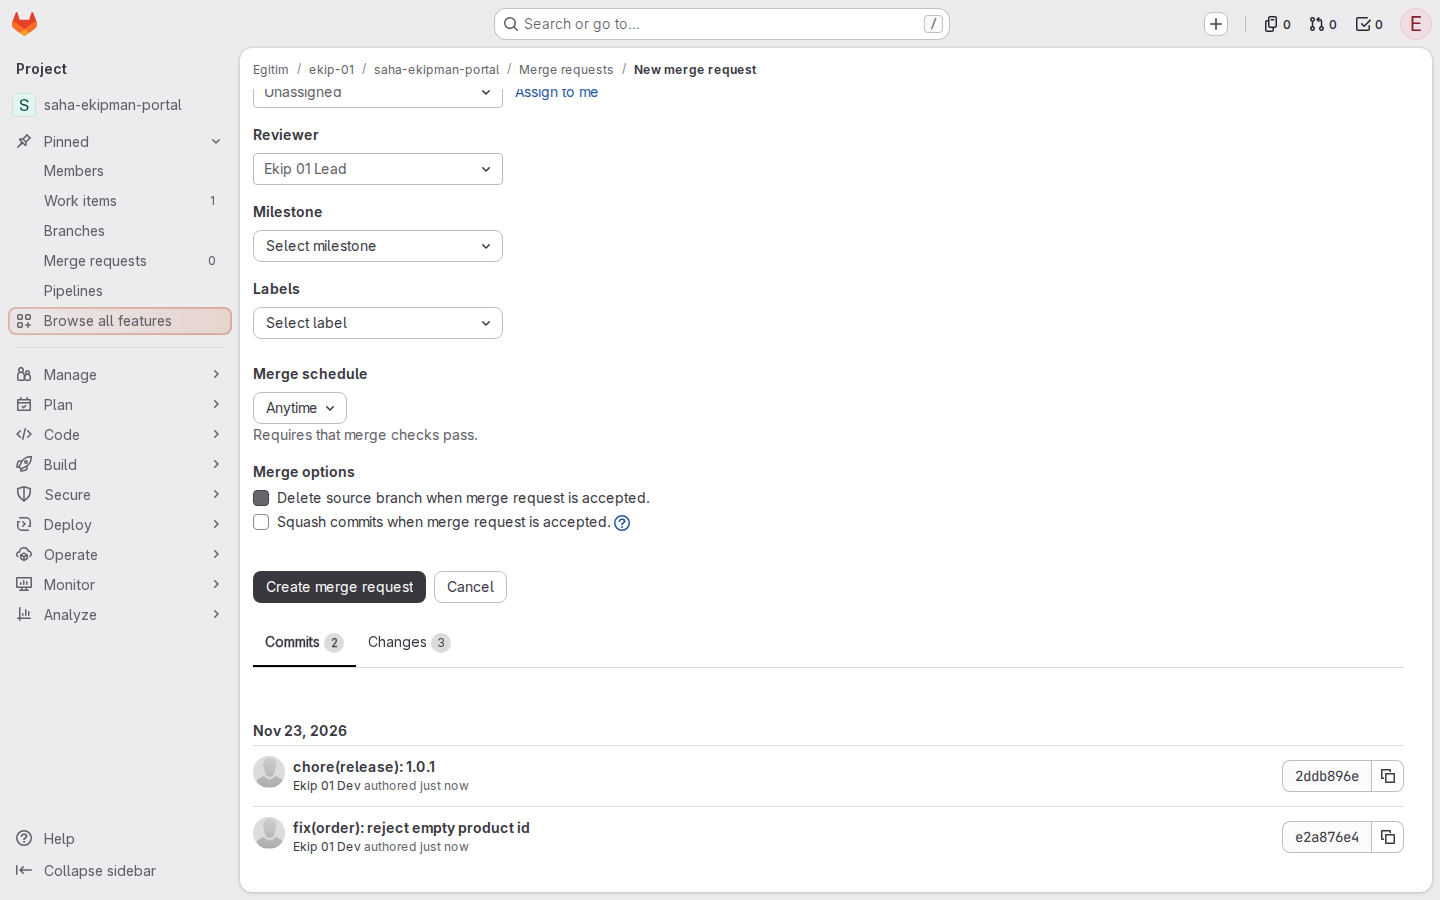 Search or go to...
/
0
0
0
E
Project
S
saha-ekipman-portal
Pinned
Members
Work items
1
Branches
Merge requests
0
Pipelines
Browse all features
Manage
Plan
Code
Build
Secure
Deploy
Operate
Monitor
Analyze
Help
Collapse sidebar
Egitim / ekip-01 / saha-ekipman-portal / Merge requests / New merge request
Unassigned
Assign to me
Reviewer
Ekip 01 Lead
Milestone
Select milestone
Labels
Select label
Merge schedule
Anytime
Requires that merge checks pass.
Merge options
Delete source branch when merge request is accepted.
Squash commits when merge request is accepted.
Create merge request
Cancel
Commits 2
Changes 3
Nov 23, 2026
chore(release): 1.0.1
Ekip 01 Dev authored just now
2ddb896e
fix(order): reject empty product id
Ekip 01 Dev authored just now
e2a876e4